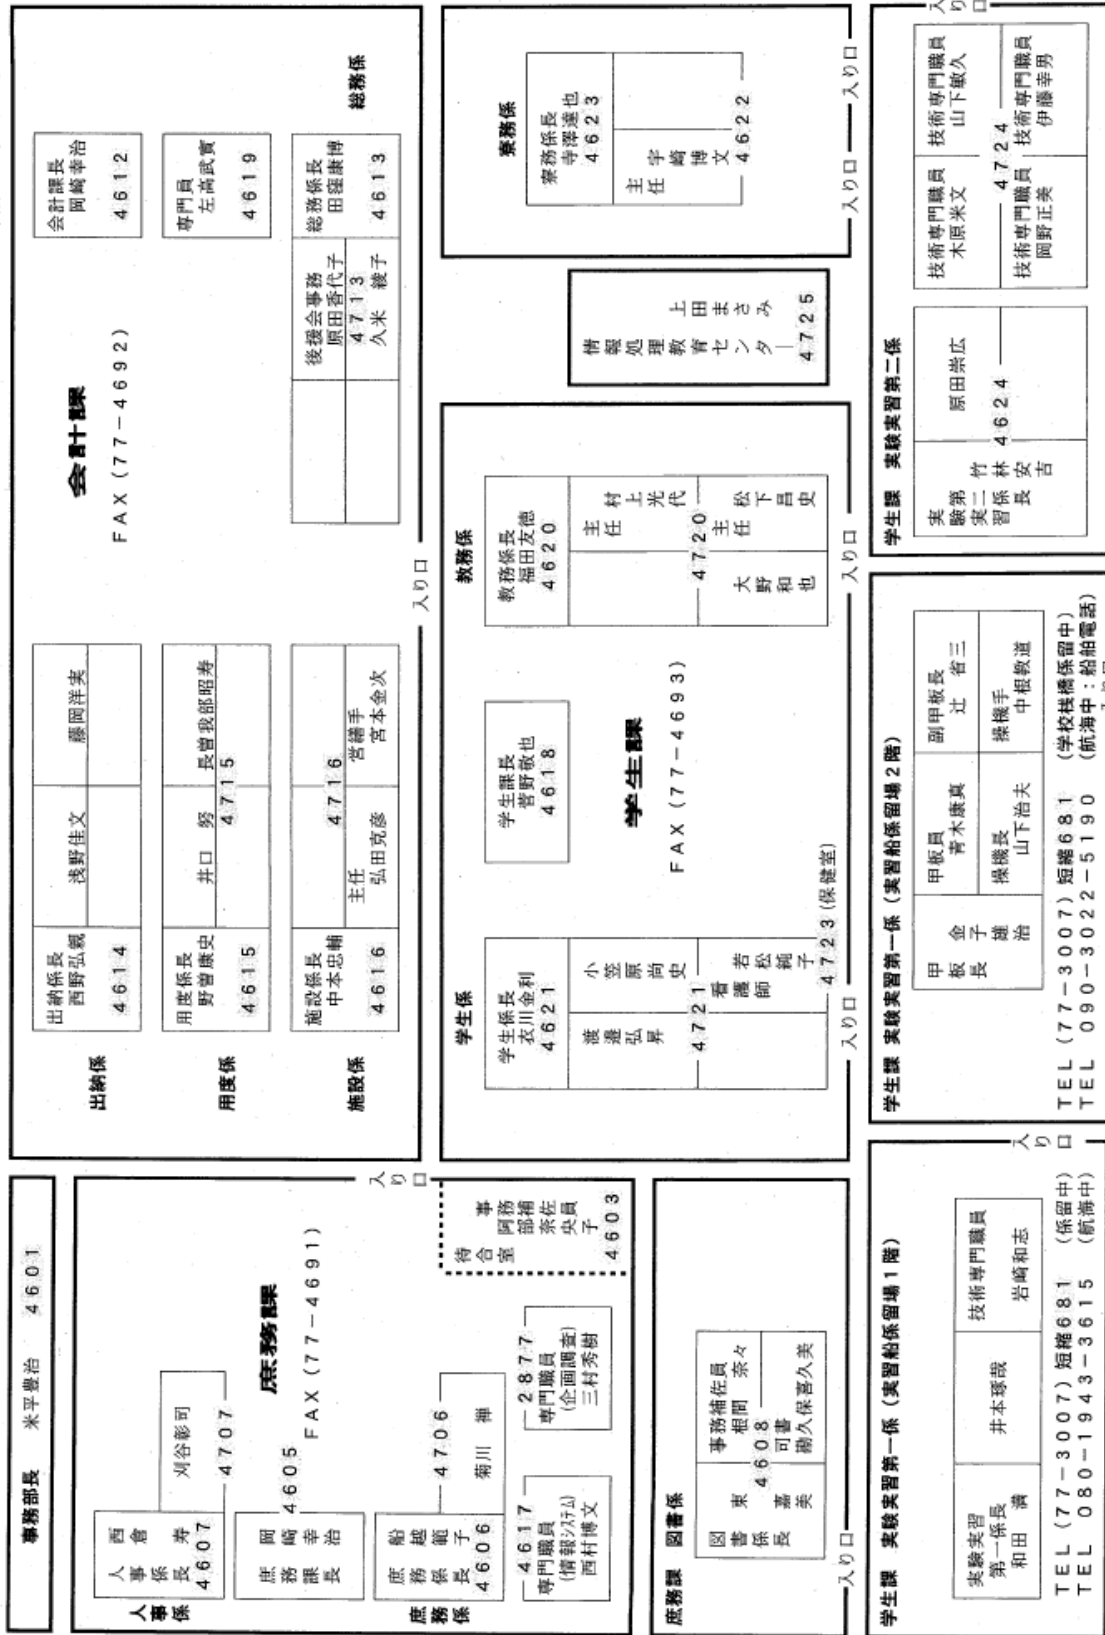 事務部長 米平豊治 4601
人事係
人事係長 西倉寿
4607
刈谷彰司
4707
庶務課長 岡崎幸治
4605
庶務課
FAX (77-4691)
庶務係
庶務係長 船越範子
4606
4706
菊川 禅
4617
専門職員
(情報システム)
西村博文
2877
専門職員
(企画調査)
三村秀樹
待合室
事務部補佐員
阿部奈央子
4603
入り口
会計課
FAX (77-4692)
出納係
出納係長
西野弘親
4614
浅野佳文
藤岡洋実
用度係
用度係長
野曽康史
4615
井口 努
長曽我部昭寿
4715
施設係
施設係長
中本忠輔
4616
主任
弘田克彦
4716
営繕手
宮本金次
会計課長
岡崎幸治
4612
専門員
左高武實
4619
総務係
総務係長
田窪康博
4613
後援会事務
原田香代子
4713
久米 綾子
入り口
学生係
学生係長
衣川金利
4621
渡邉弘昇
小笠原尚史
4721
看護師
若松純子
4723(保健室)
学生課長
菅野敏也
4618
学生課
FAX (77-4693)
教務係
教務係長
福田友徳
4620
主任
村上光代
4720
大野和也
主任
松下昌史
入り口
入り口
情報処理教育センター
上田まさみ
4725
寮務係
寮務係長
寺澤達也
4623
主任
宇崎博文
4622
入り口
入り口
庶務課 図書係
図書係長
東嘉美
事務補佐員
根間 奈々
4608
司書
勘久保喜久美
入り口
学生課 実験実習第一係 (実習船係留場1階)
実験実習
第一係長
和田 満
井本琢哉
技術専門職員
岩崎和志
TEL (77-3007) 短縮681 (係留中)
TEL 080-1943-3615 (航海中)
入り口
学生課 実験実習第一係 (実習船係留場2階)
甲板長
金子雄治
甲板員
青木康真
副甲板長
辻 省三
操機長
山下治夫
操機手
中根教道
TEL (77-3007) 短縮681 (学校桟橋係留中)
TEL 090-3022-5190 (航海中：船舶電話)
学生課 実験実習第二係
実験実習第二係長
竹林安吉
原田崇広
4624
技術専門職員
木原米文
技術専門職員
山下敏久
4724
技術専門職員
岡野正美
技術専門職員
伊藤幸男
入り口